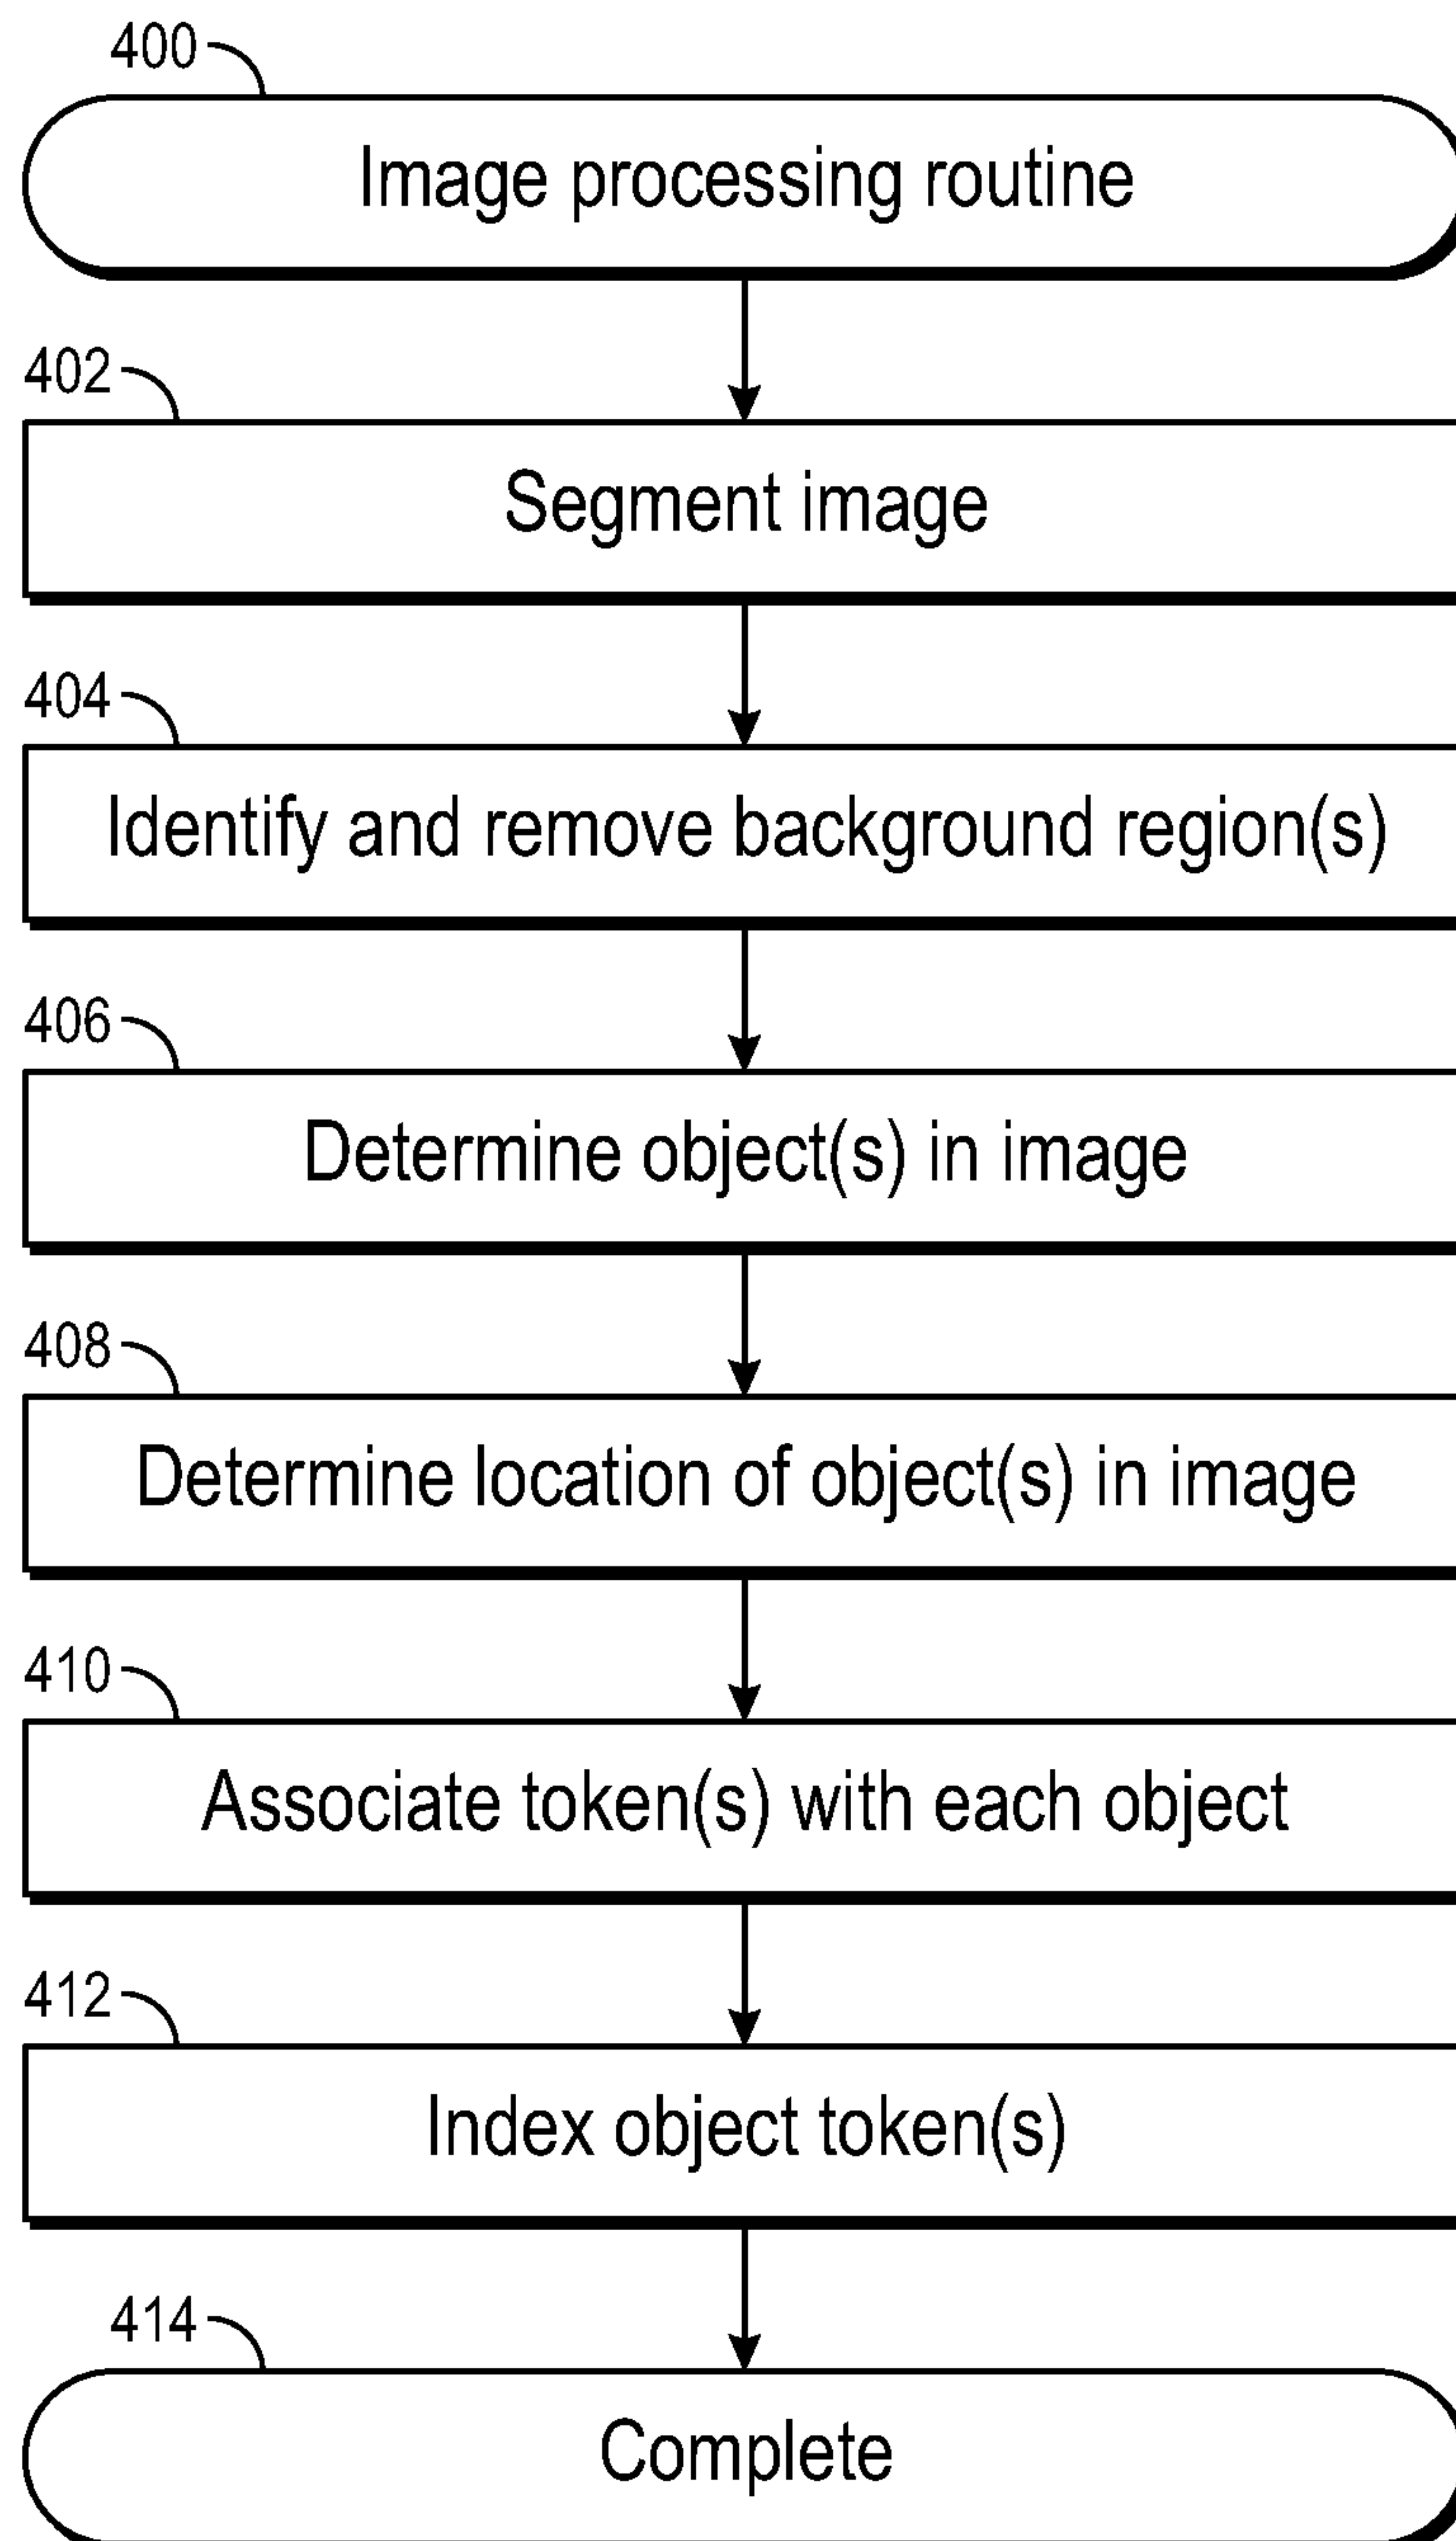 400
Image processing routine
402
Segment image
404
Identify and remove background region(s)
406
Determine object(s) in image
408
Determine location of object(s) in image
410
Associate token(s) with each object
412
Index object token(s)
414
Complete